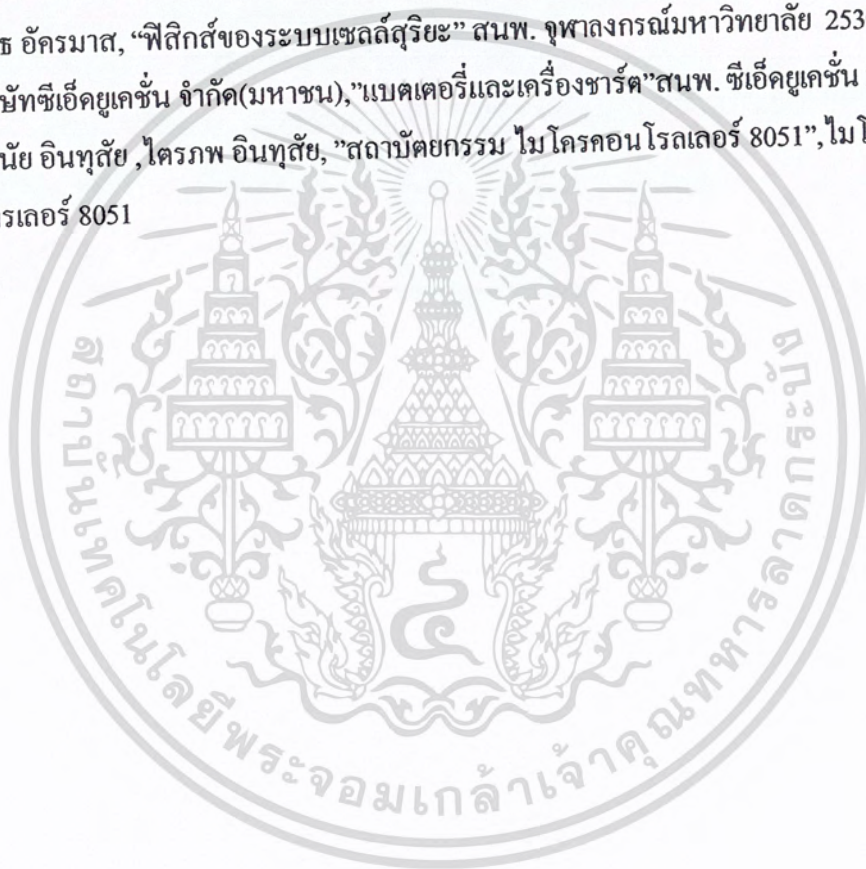 ธ อัครมาส, “ฟิสิกส์ของระบบเซลล์สุริยะ” สนพ. จุฬาลงกรณ์มหาวิทยาลัย 253
ษัทซีเอ็คยูเคชั่น จำกัด(มหาชน),”แบตเตอรี่และเครื่องชาร์ต”สนพ. ซีเอ็คยูเคชั่น
นัย อินทุสัย ,ไตรภพ อินทุสัย, ”สถาบัตยกรรม ไมโครคอนโรลเลอร์ 8051”,ไมโ
รเลอร์ 8051
สถาบันเทคโนโลยีพระจอมเกล้าเจ้าคุณทหารลาดกระบัง